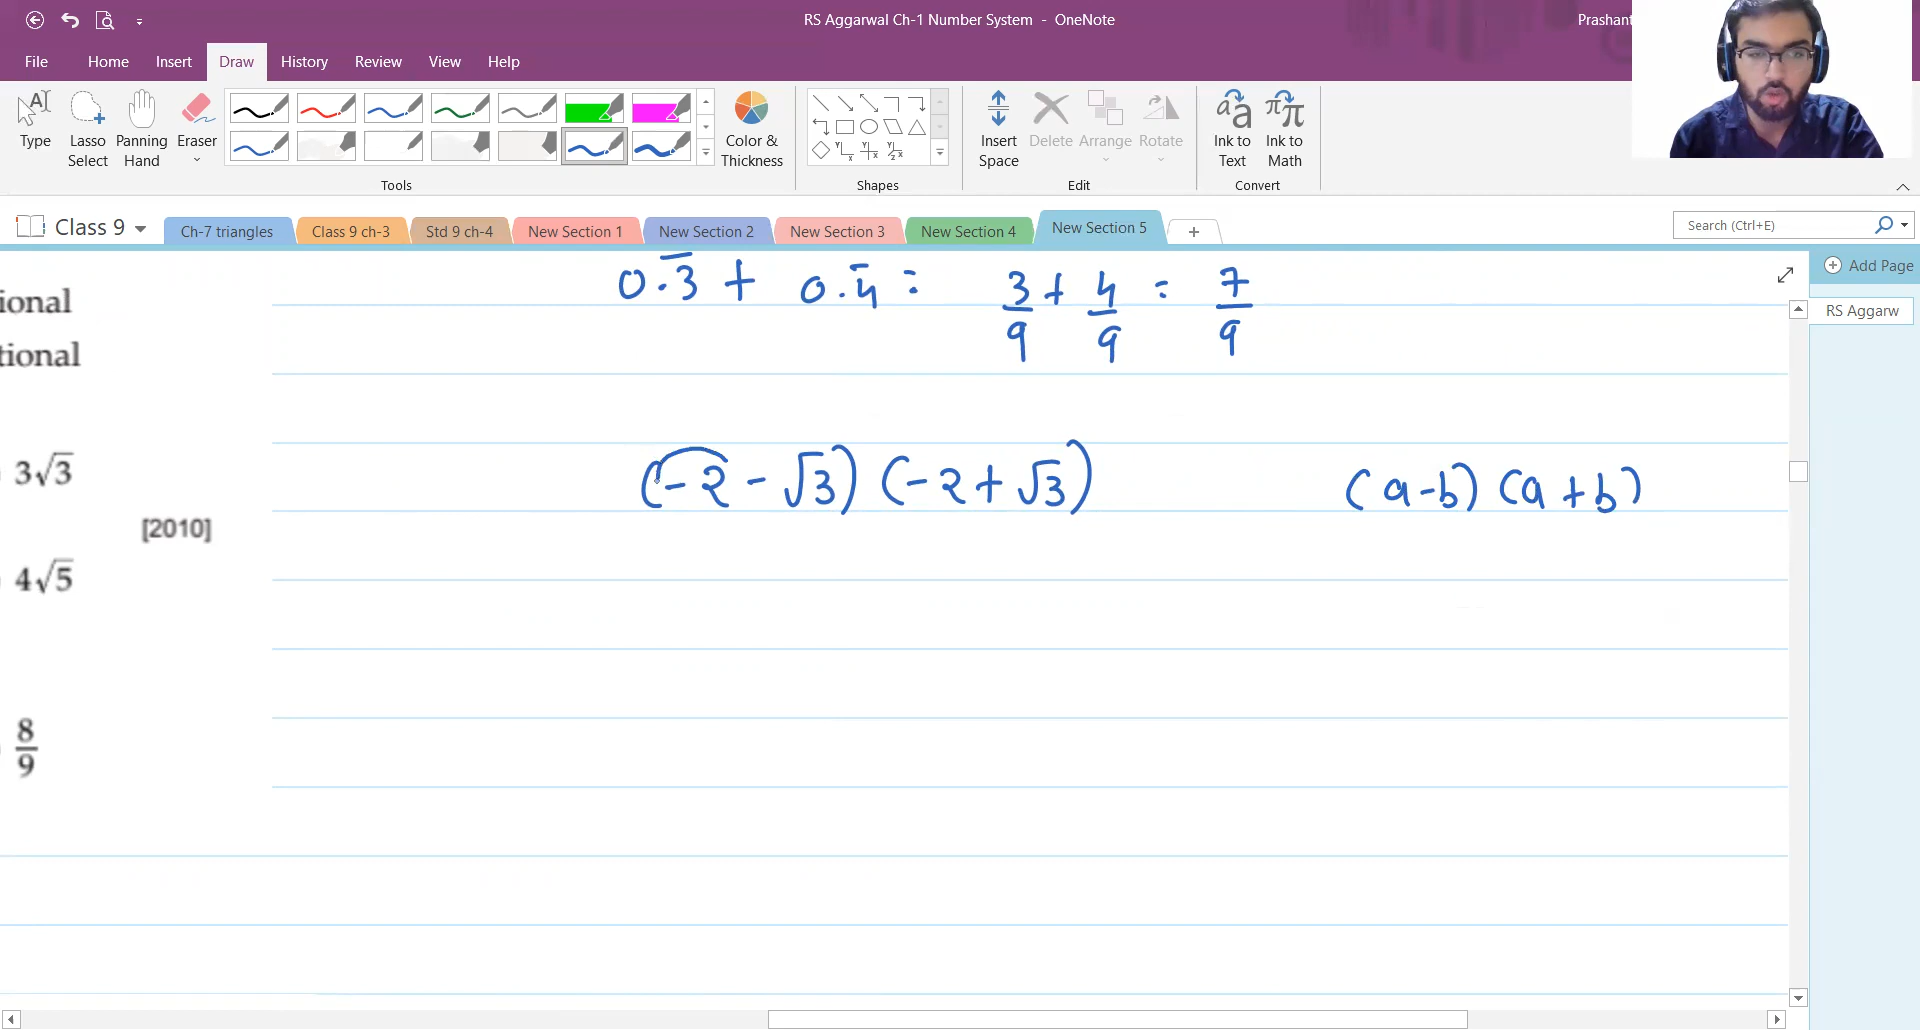 RS Aggarwal Ch-1 Number System - OneNote
Prashant
File Home Insert Draw History Review View Help
Type
Lasso Select
Panning Hand
Eraser
Color & Thickness
Insert Space
Delete
Arrange
Rotate
Ink to Text
Ink to Math
Tools
Shapes
Edit
Convert
Class 9
Ch-7 triangles
Class 9 ch-3
Std 9 ch-4
New Section 1
New Section 2
New Section 3
New Section 4
New Section 5
+
Search (Ctrl+E)
Add Page
RS Aggarw
0.3̅ + 0.4̅ = 3/9 + 4/9 = 7/9
ional
tional
3√3
(-2 - √3) (-2 + √3) (a - b) (a + b)
[2010]
4√5
8/9